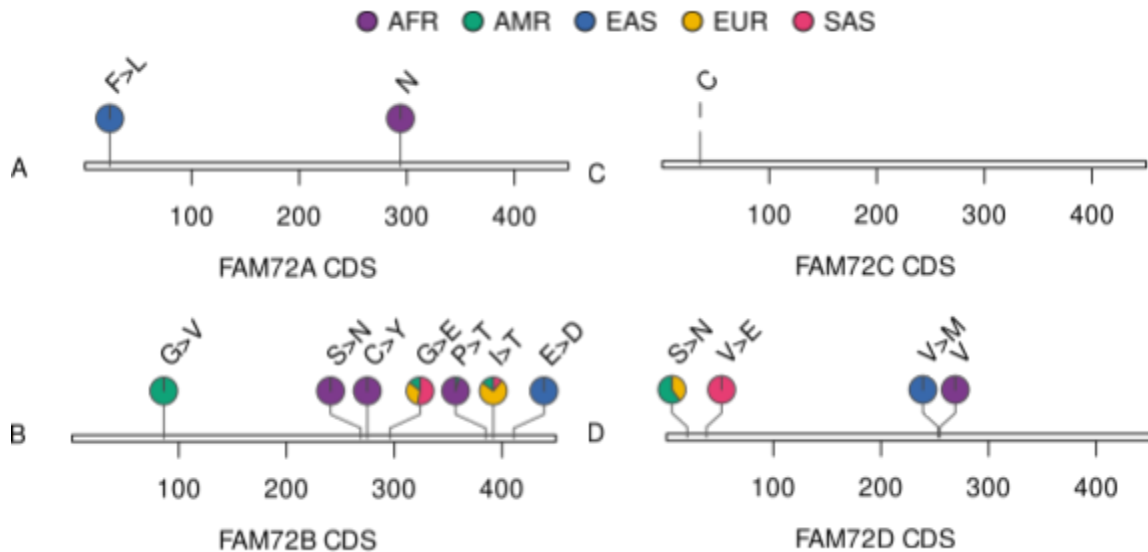 AFR AMR EAS EUR SAS
F>L N C
A C
100 200 300 400 100 200 300 400
FAM72A CDS FAM72C CDS
G>V S>N C>Y G>E P>T I>T E>D S>N V>E V>M V
B D
100 200 300 400 100 200 300 400
FAM72B CDS FAM72D CDS